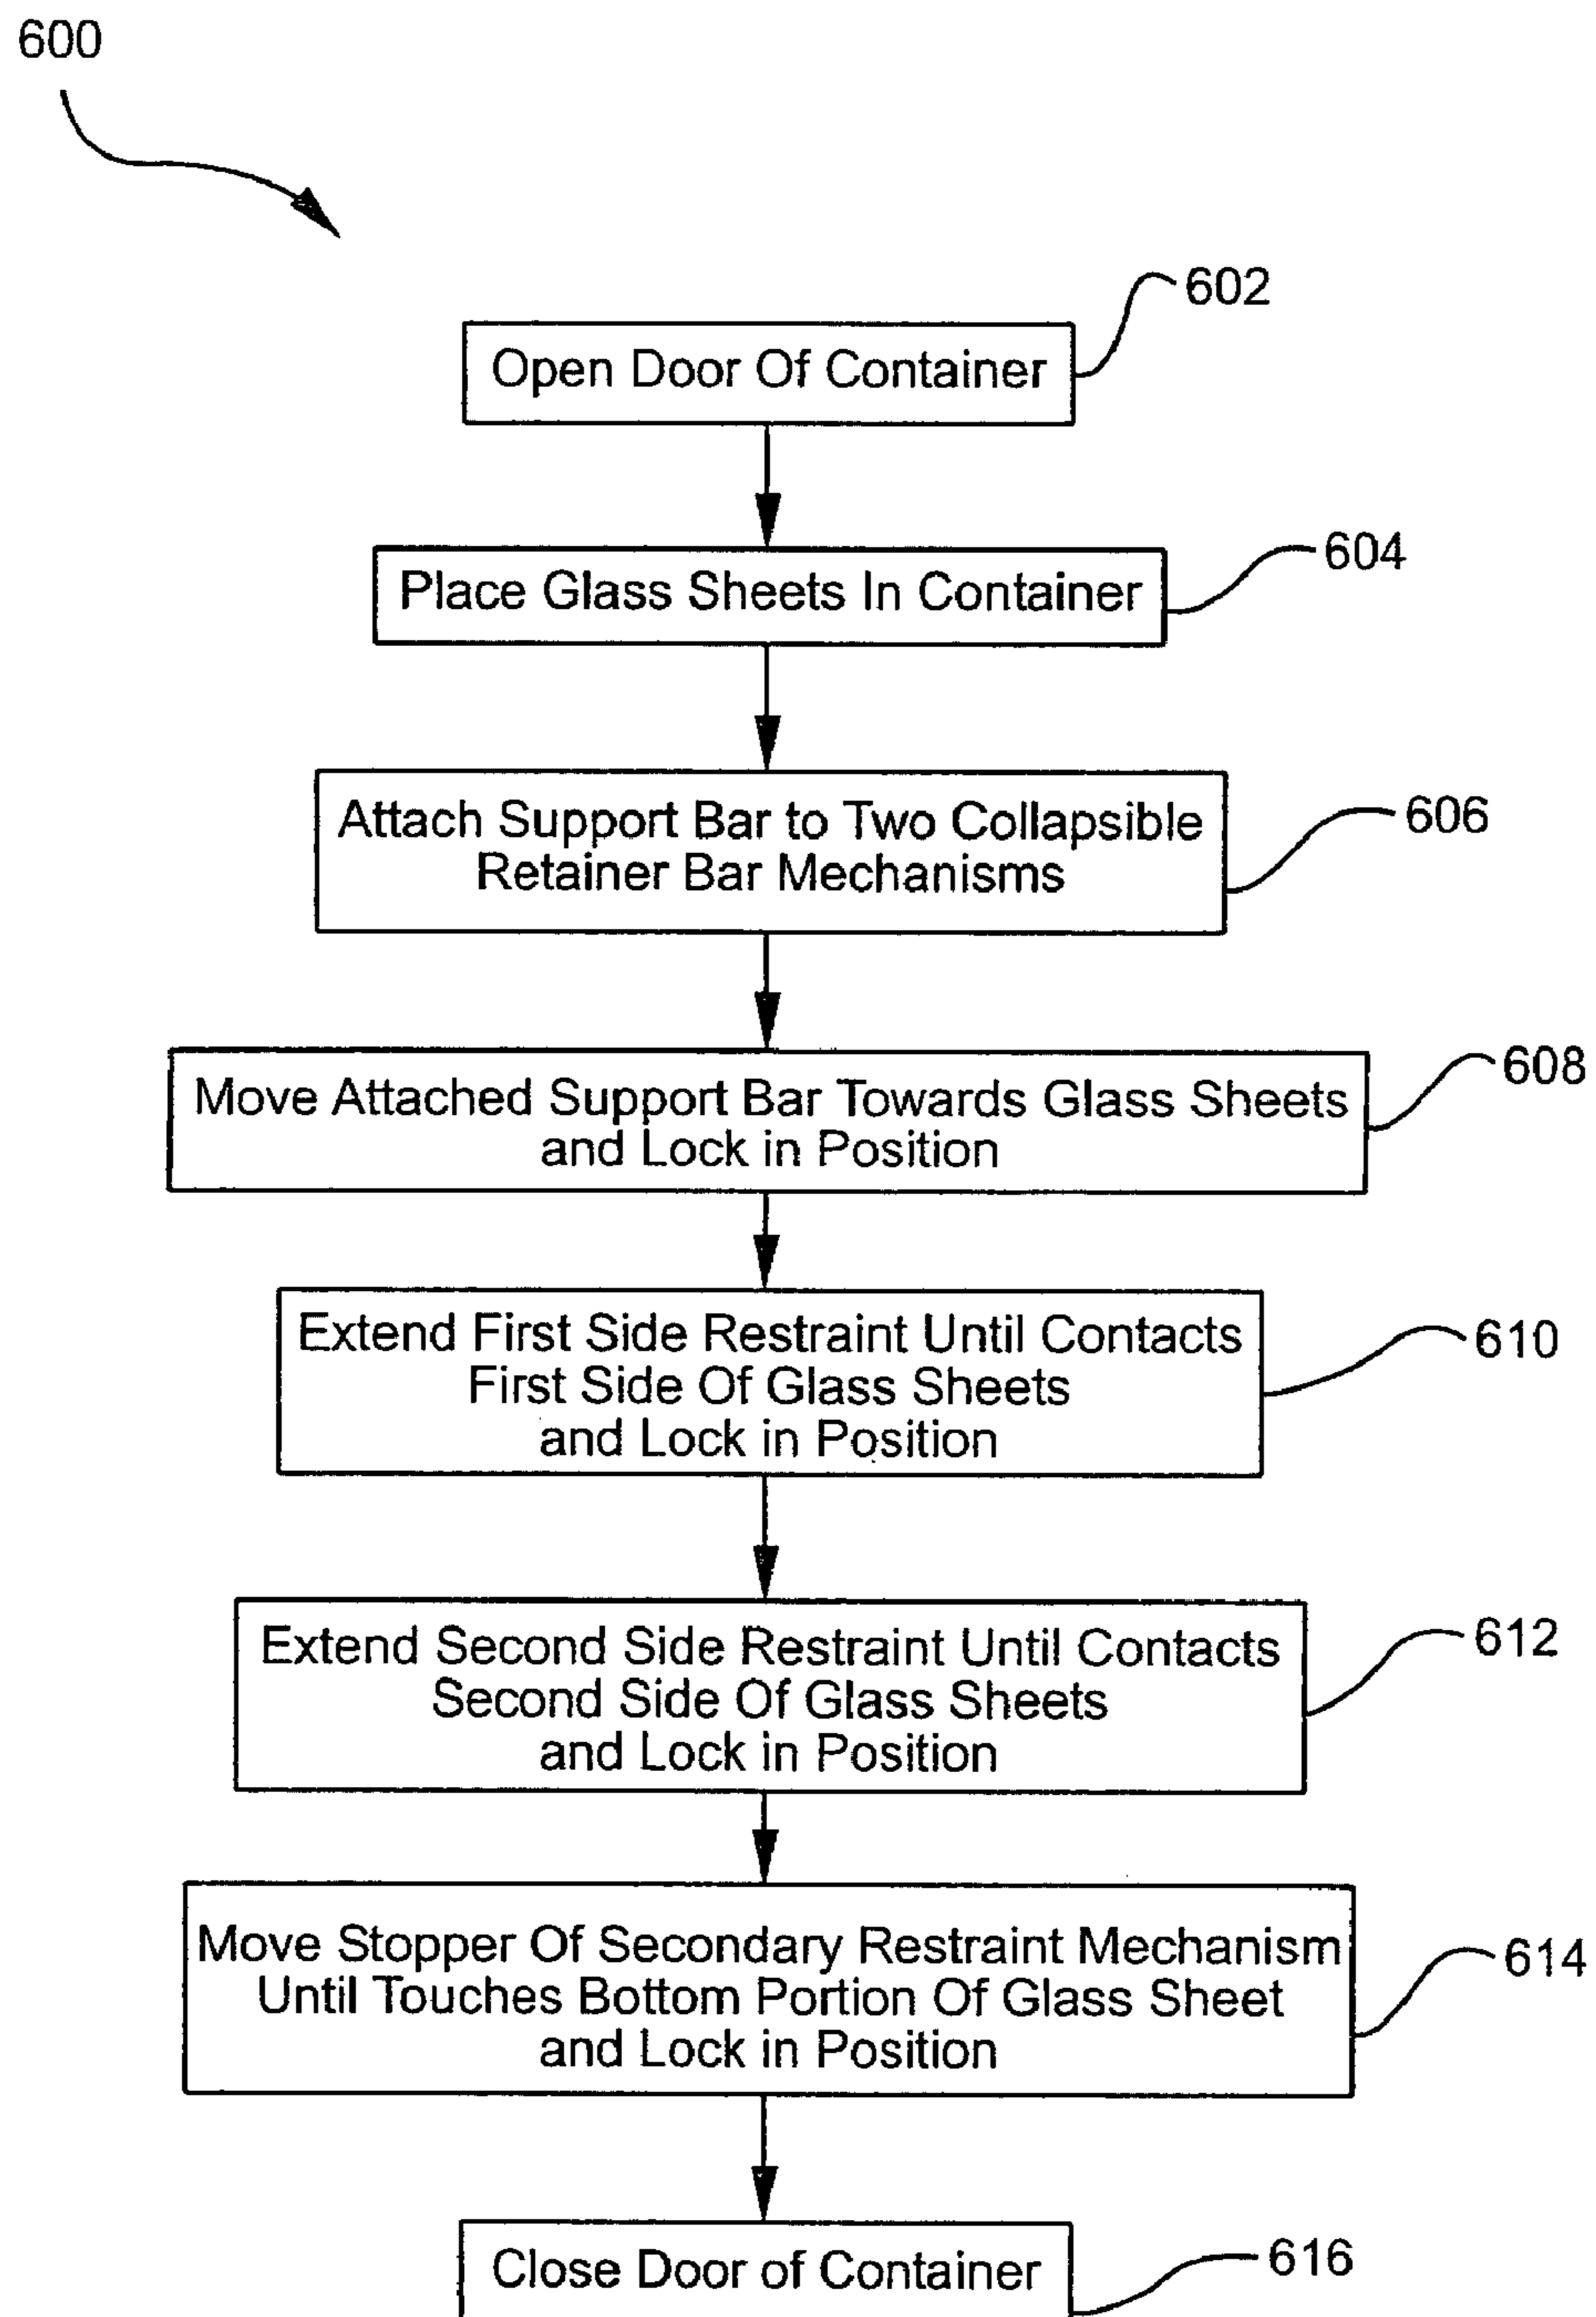 600
602
Open Door Of Container
604
Place Glass Sheets In Container
606
Attach Support Bar to Two Collapsible
Retainer Bar Mechanisms
608
Move Attached Support Bar Towards Glass Sheets
and Lock in Position
610
Extend First Side Restraint Until Contacts
First Side Of Glass Sheets
and Lock in Position
612
Extend Second Side Restraint Until Contacts
Second Side Of Glass Sheets
and Lock in Position
614
Move Stopper Of Secondary Restraint Mechanism
Until Touches Bottom Portion Of Glass Sheet
and Lock in Position
616
Close Door of Container